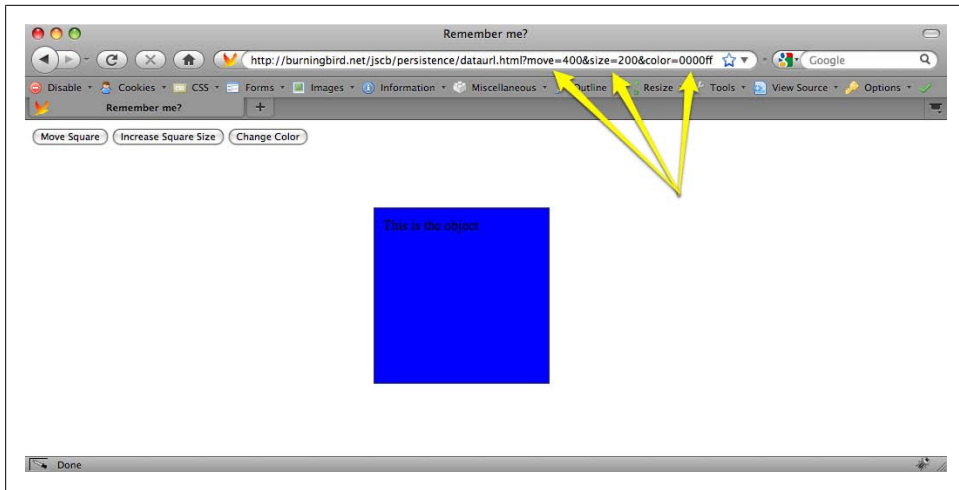 Remember me?
http://burningbird.net/jscb/persistence/dataurl.html?move=400&size=200&color=0000ff Google
Disable Cookies CSS Forms Images Information Miscellaneous Outline Resize Tools View Source Options
Remember me? +
Move Square Increase Square Size Change Color
This is the object
Done